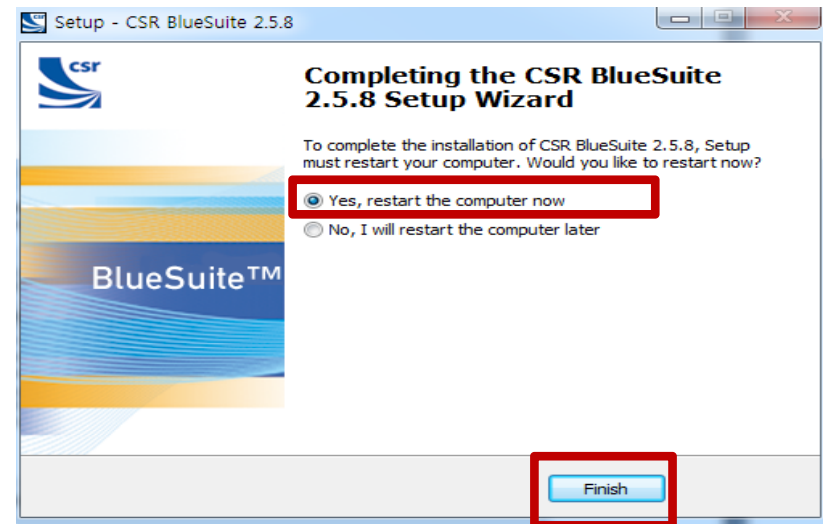 Setup - CSR BlueSuite 2.5.8
csr
Completing the CSR BlueSuite
2.5.8 Setup Wizard
To complete the installation of CSR BlueSuite 2.5.8, Setup
must restart your computer. Would you like to restart now?
Yes, restart the computer now
No, I will restart the computer later
BlueSuite™
Finish